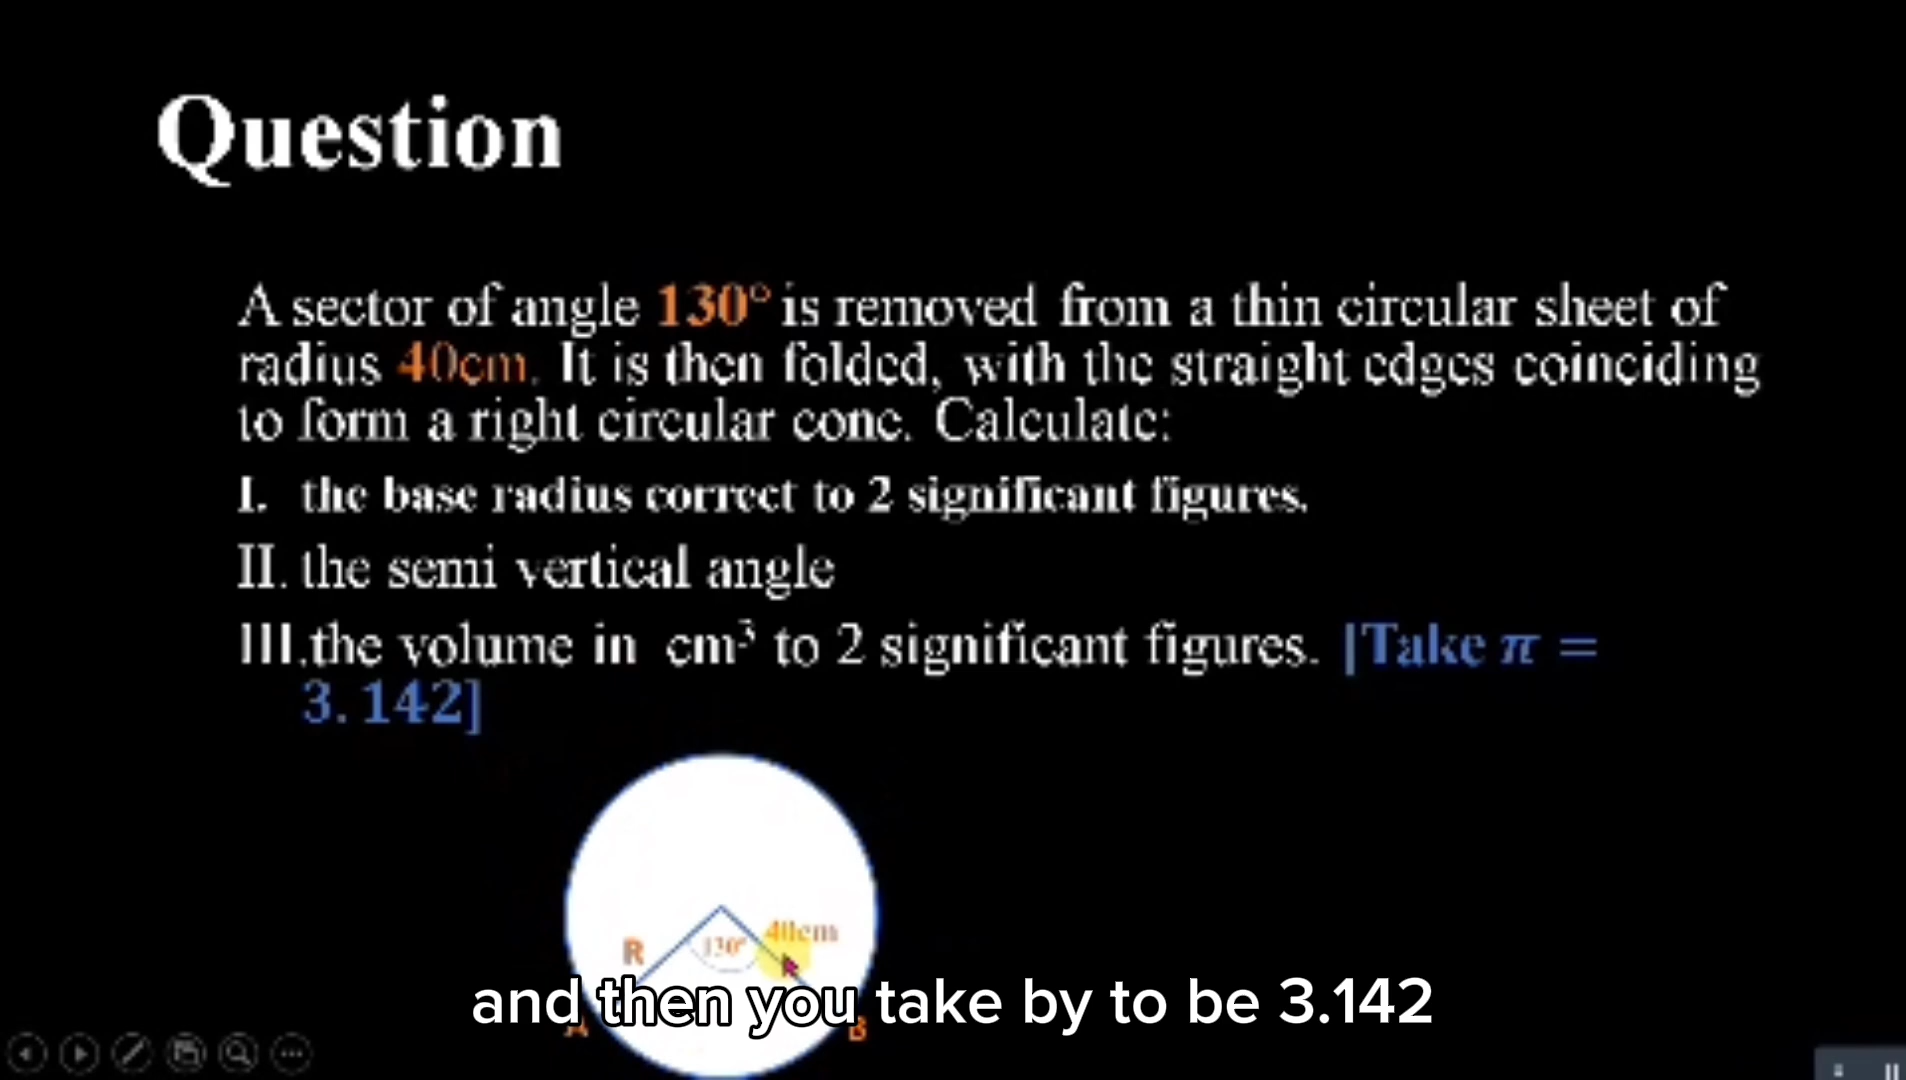 Question
A sector of angle 130° is removed from a thin circular sheet of
radius 40cm. It is then folded, with the straight edges coinciding
to form a right circular cone. Calculate:
I. the base radius correct to 2 significant figures.
II. the semi vertical angle
III.the volume in cm³ to 2 significant figures. [Take π =
3.142]
40cm
R 130°
and then you take by to be 3.142
A B